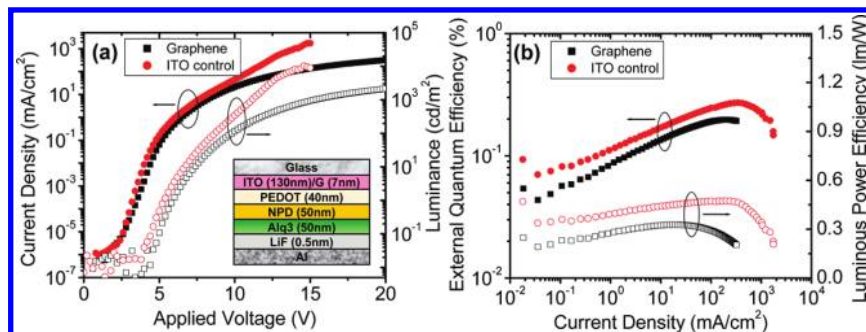 (a)
Graphene
ITO control
Current Density (mA/cm²)
10³
10¹
10⁻¹
10⁻³
10⁻⁵
10⁻⁷
0
5
10
15
20
Applied Voltage (V)
10⁵
10⁴
10³
10²
10¹
10⁻¹
Luminance(cd/m²)
Glass
ITO (130nm)/G (7nm)
PEDOT (40nm)
NPD (50nm)
Alq3 (50nm)
LiF (0.5nm)
Al
(b)
Graphene
ITO control
External Quantum Efficiency (%)
10⁰
10⁻¹
10⁻²
10⁻²
10⁻¹
10⁰
10¹
10²
10³
10⁴
Current Density (mA/cm²)
1.5
1.2
0.9
0.6
0.3
0.0
Luminous Power Efficiency (lm/W)